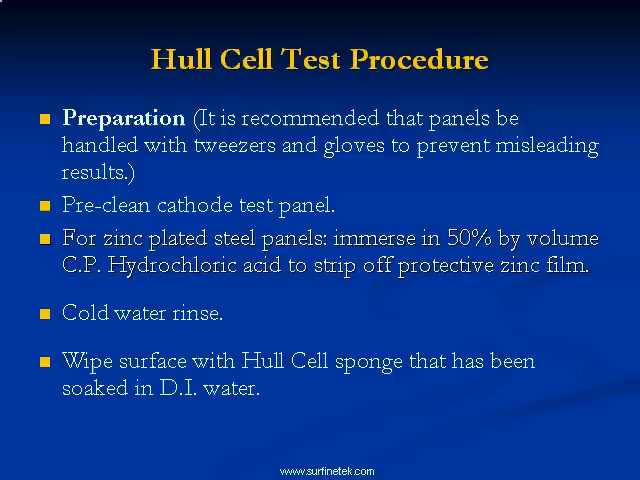 Hull Cell Test Procedure
Preparation (It is recommended that panels be
handled with tweezers and gloves to prevent misleading
results.)
Pre-clean cathode test panel.
For zinc plated steel panels: immerse in 50% by volume
C.P. Hydrochloric acid to strip off protective zinc film.
Cold water rinse.
Wipe surface with Hull Cell sponge that has been
soaked in D.I. water.
www.surfinetek.com